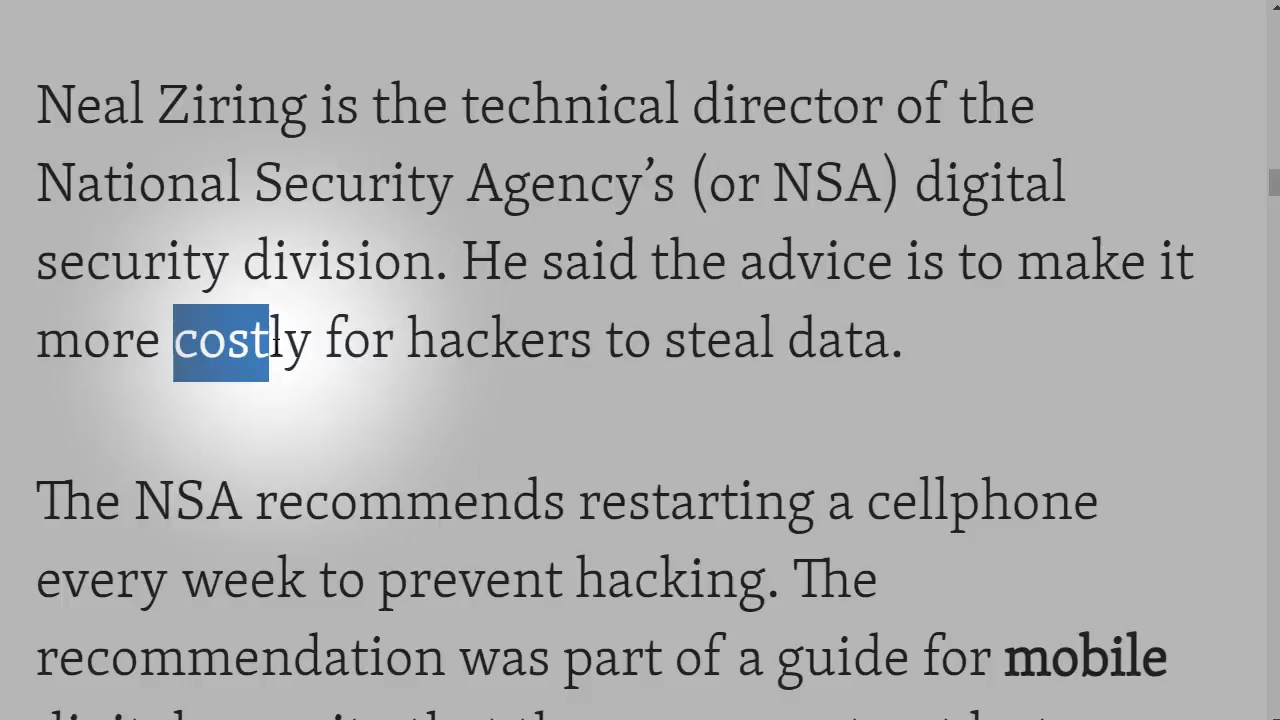 Neal Ziring is the technical director of the
National Security Agency’s (or NSA) digital
security division. He said the advice is to make it
more costly for hackers to steal data.
The NSA recommends restarting a cellphone
every week to prevent hacking. The
recommendation was part of a guide for mobile